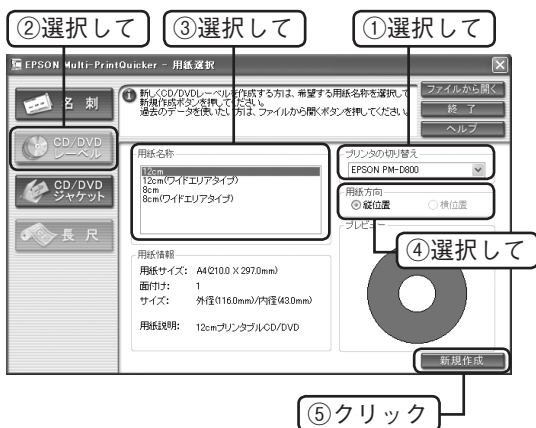 ②選択して
③選択して
①選択して
EPSON Multi-PrintQuicker - 用紙選択
名 刺
新しくCD/DVDレーベルを作成する方は、希望する用紙名称を選択して
新規作成ボタンを押してください。
過去のデータを使いたい方は、ファイルから開くボタンを押してください。
ファイルから開く
終 了
ヘルプ
CD/DVD
レーベル
CD/DVD
ジャケット
長 尺
用紙名称
12cm
12cm(ワイドエリアタイプ)
8cm
8cm(ワイドエリアタイプ)
プリンタの切り替え
EPSON PM-D800
用紙方向
縦位置
横位置
プレビュー
④選択して
用紙情報
用紙サイズ: A4(210.0 X 297.0mm)
面付け: 1
サイズ: 外径(116.0mm)/内径(43.0mm)
用紙説明: 12cmプリンタブルCD/DVD
新規作成
⑤クリック